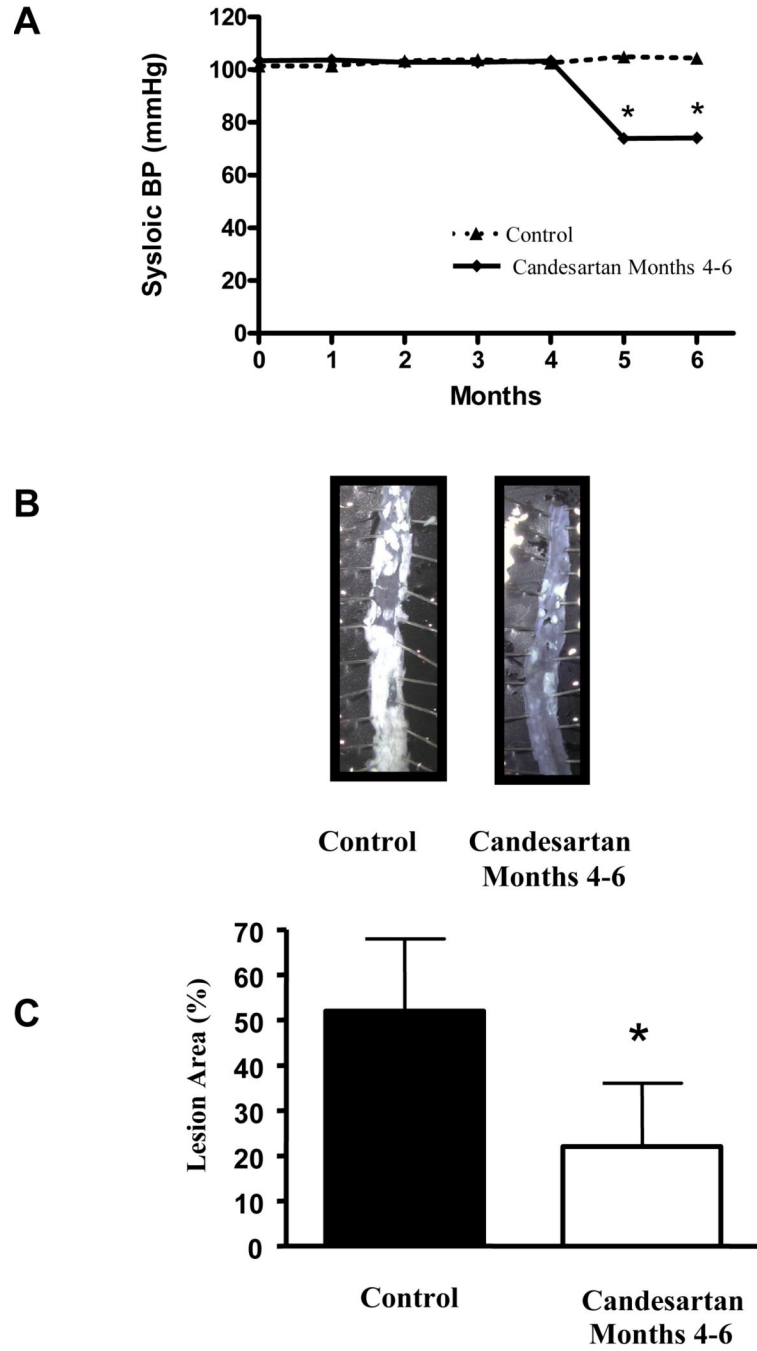 A
Sysloic BP (mmHg)
120
100
80
60
40
20
0
* *
Control
Candesartan Months 4-6
0 1 2 3 4 5 6
Months
B
Control
Candesartan
Months 4-6
C
Lesion Area (%)
70
60
50
40
30
20
10
0
*
Control
Candesartan
Months 4-6